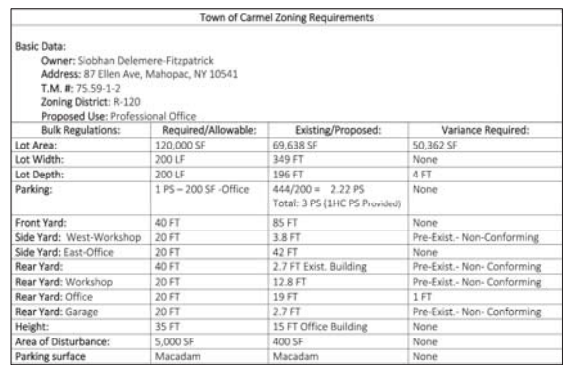 Town of Carmel Zoning Requirements
Basic Data:
Owner: Siobhan Delemere-Fitzpatrick
Address: 87 Ellen Ave, Mahopac, NY 10541
T.M. #: 75.59-1-2
Zoning District: R-120
Proposed Use: Professional Office
Bulk Regulations: Required/Allowable: Existing/Proposed: Variance Required:
Lot Area: 120,000 SF 69,638 SF 50,362 SF
Lot Width: 200 LF 349 FT None
Lot Depth: 200 LF 196 FT 4 FT
Parking: 1 PS – 200 SF -Office 444/200 = 2.22 PS None
Total: 3 PS (1HC PS Provided)
Front Yard: 40 FT 85 FT None
Side Yard: West-Workshop 20 FT 3.8 FT Pre-Exist.- Non-Conforming
Side Yard: East-Office 20 FT 42 FT None
Rear Yard: 40 FT 2.7 FT Exist. Building Pre-Exist.- Non- Conforming
Rear Yard: Workshop 20 FT 12.8 FT Pre-Exist.- Non- Conforming
Rear Yard: Office 20 FT 19 FT 1 FT
Rear Yard: Garage 20 FT 2.7 FT Pre-Exist.- Non- Conforming
Height: 35 FT 15 FT Office Building None
Area of Disturbance: 5,000 SF 400 SF None
Parking surface Macadam Macadam None